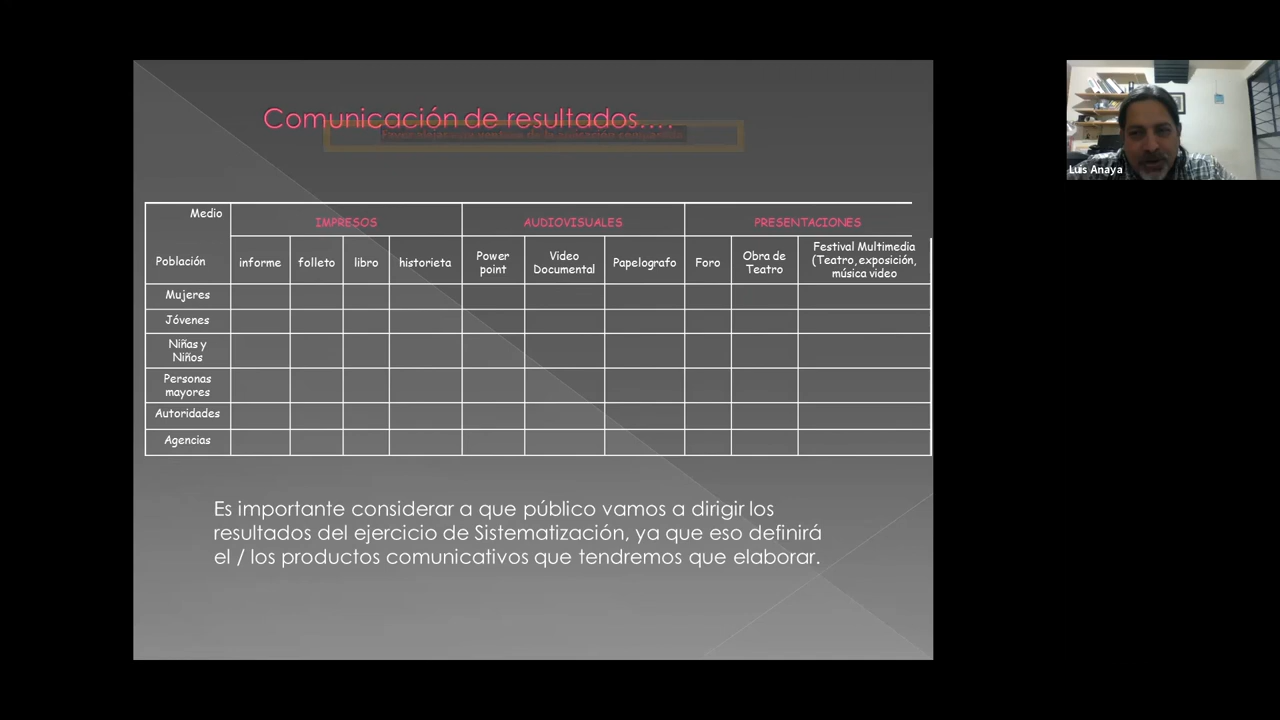 Comunicación de resultados....
Medio
IMPRESOS
AUDIOVISUALES
PRESENTACIONES
Población
informe
folleto
libro
historieta
Power
point
Video
Documental
Papelografo
Foro
Obra de
Teatro
Festival Multimedia
(Teatro, exposición,
música video
Mujeres
Jóvenes
Niñas y
Niños
Personas
mayores
Autoridades
Agencias
Es importante considerar a que público vamos a dirigir los
resultados del ejercicio de Sistematización, ya que eso definirá
el / los productos comunicativos que tendremos que elaborar.
Luis Anaya